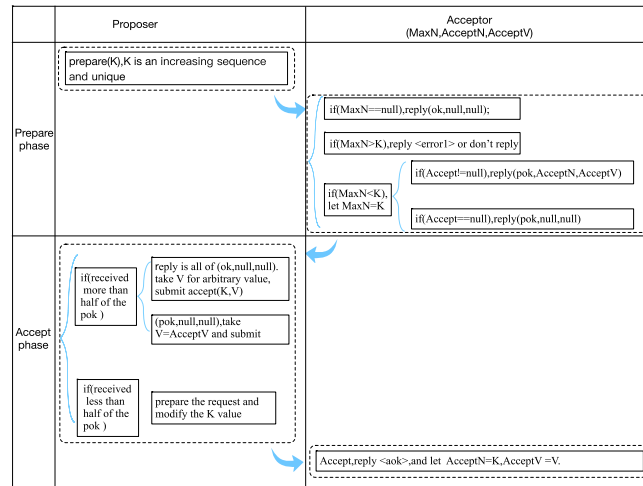 Proposer
Acceptor
(MaxN,AcceptN,AcceptV)
Prepare
phase
prepare(K),K is an increasing sequence
and unique
if(MaxN==null),reply(ok,null,null);
if(MaxN>K),reply <error1> or don't reply
if(MaxN<K),
let MaxN=K
if(Accept!=null),reply(pok,AcceptN,AcceptV)
if(Accept==null),reply(pok,null,null)
Accept
phase
if(received
more than
half of the
pok )
reply is all of (ok,null,null).
take V for arbitrary value,
submit accept(K,V)
(pok,null,null),take
V=AcceptV and submit
if(received
less than
half of the
pok )
prepare the request and
modify the K value
Accept,reply <aok>,and let AcceptN=K,AcceptV =V.